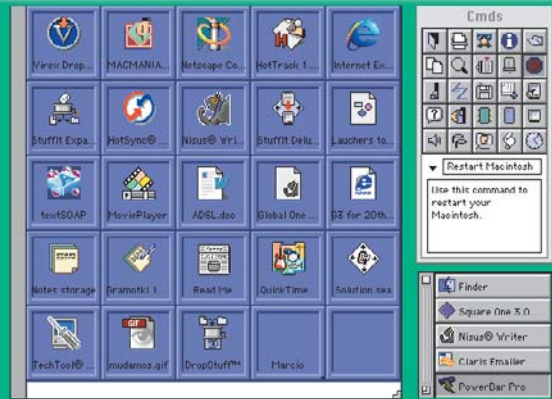 Virex Drop...
MACMANIA...
Netscape Co...
HotTrack 1...
Internet Ex...
StuffIt Expa...
HotSync® ...
Nisus® Wri...
StuffIt Delu...
Lauchers to...
textSOAP
MoviePlayer
ADSL.doc
Global One ...
G3 for 20th...
Notes storage
Gramotki 1...
Read Me
QuickTime
Solution sea
TechTool® ...
GIF
mudamos.gif
DropStuff™
Marcio
Cmds
Restart Macintosh
Use this command to
restart your
Macintosh.
Finder
Square One 3.0
Nisus® Writer
Claris Emailer
PowerBar Pro